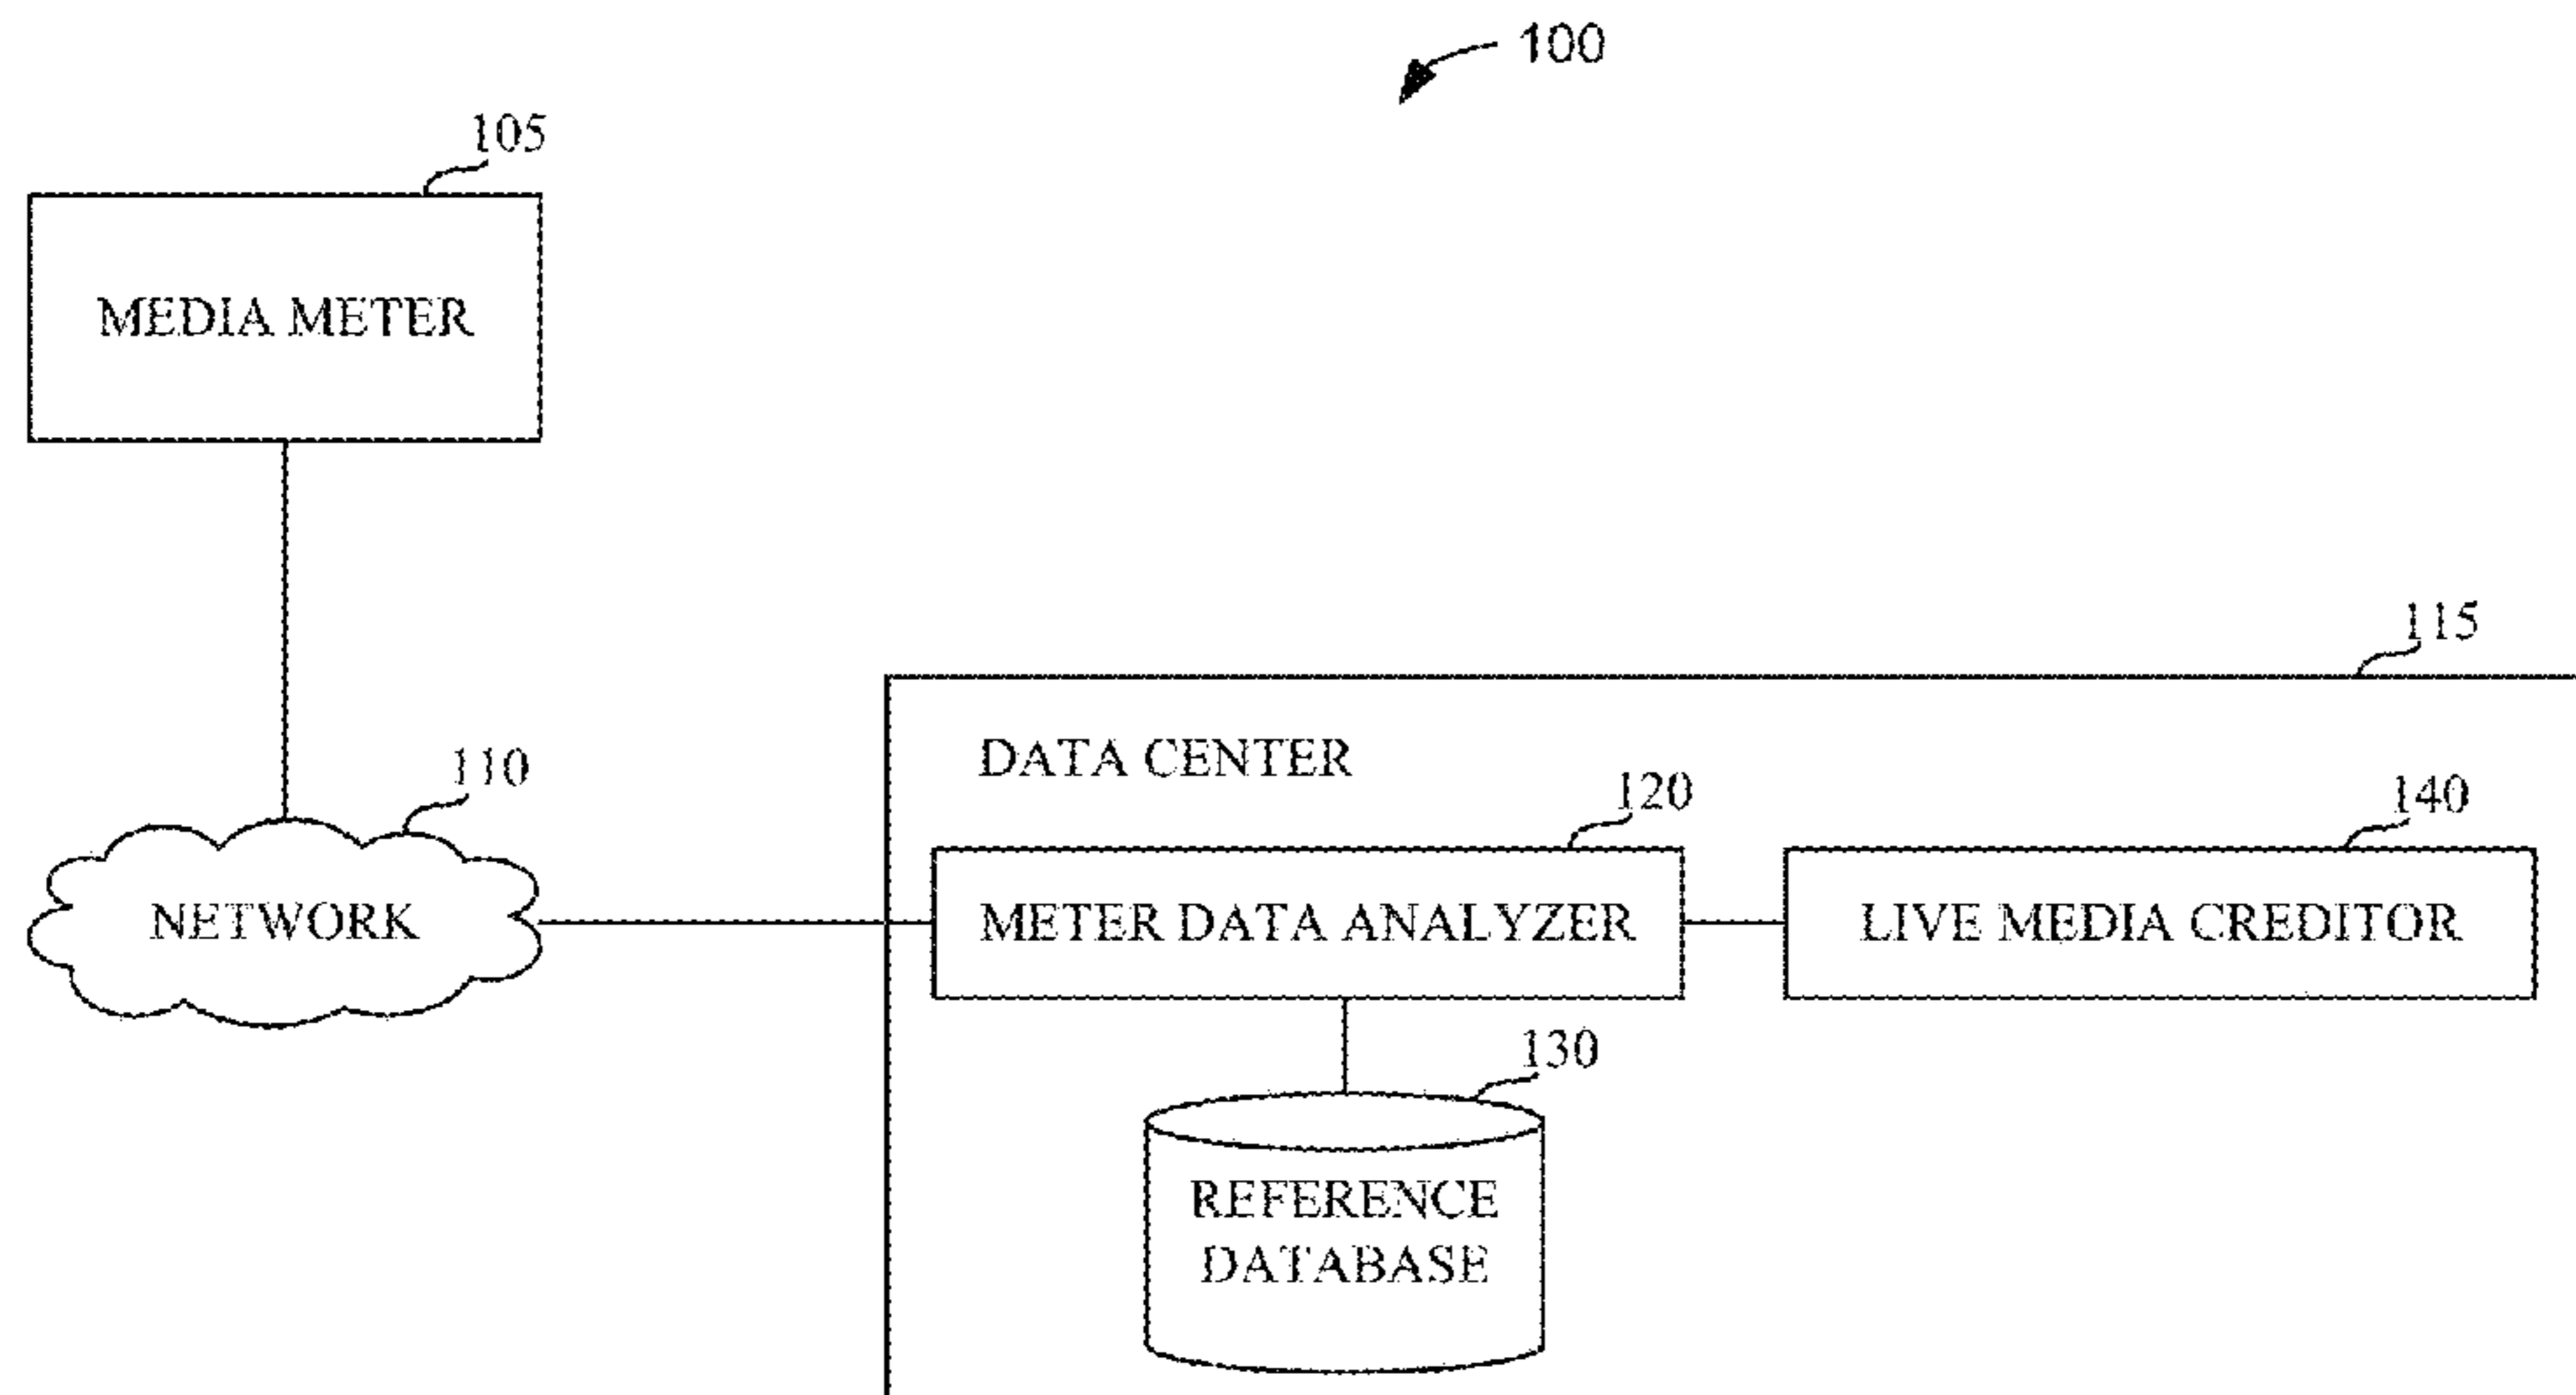 100
105
MEDIA METER
115
DATA CENTER
110
120
140
NETWORK
METER DATA ANALYZER
LIVE MEDIA CREDITOR
130
REFERENCE
DATABASE